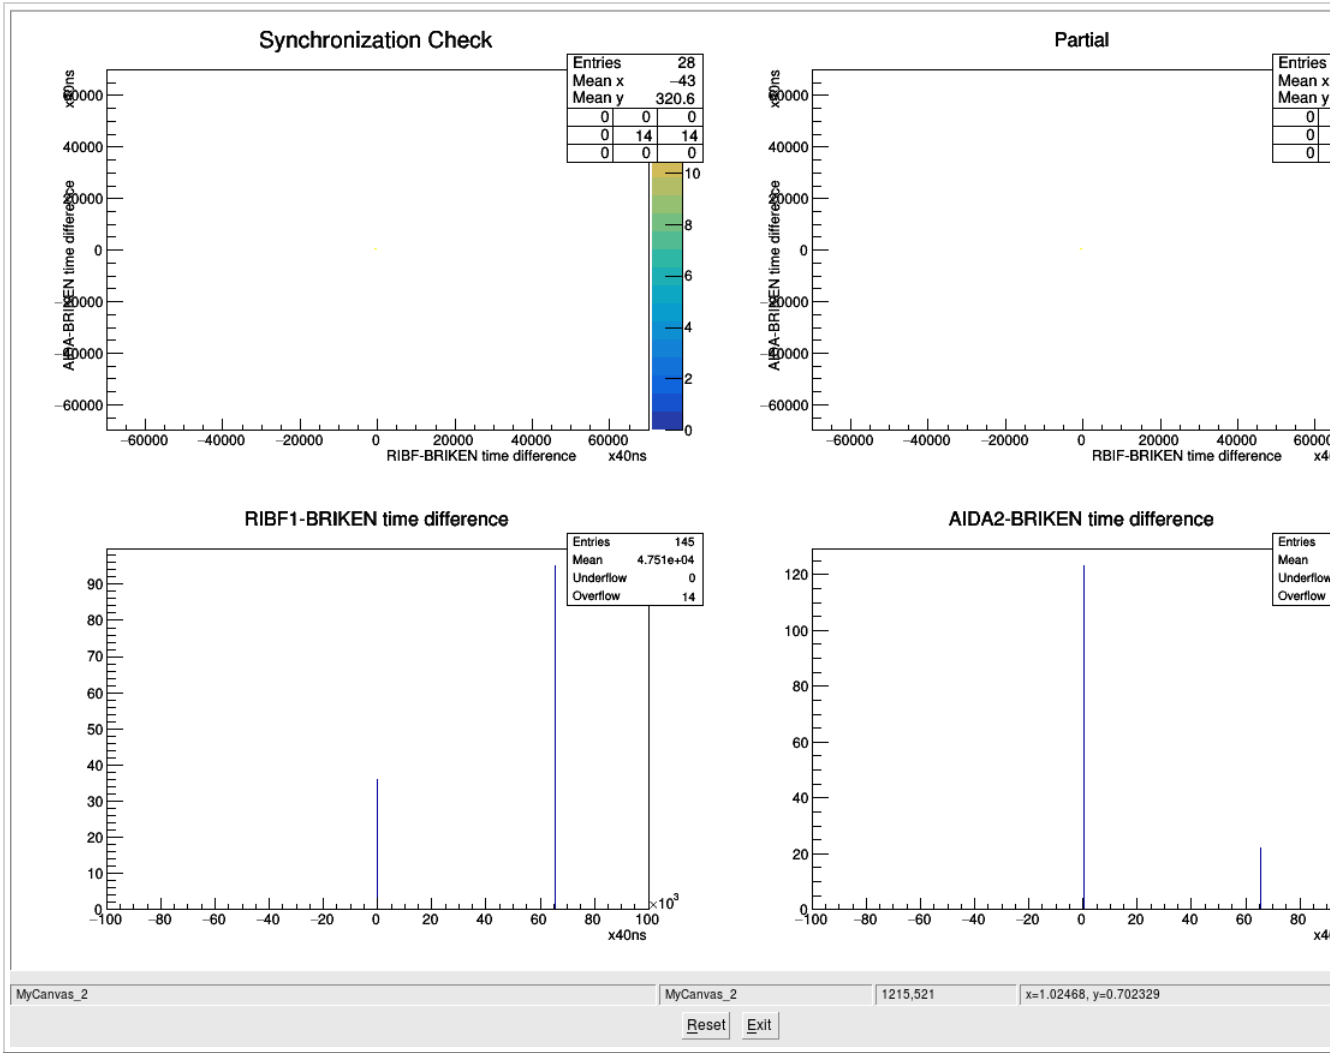 Synchronization Check
Entries 28
Mean x −43
Mean y 320.6
0 0 0
0 14 14
0 0 0
x40ns
AIDA-BRIKEN time difference
60000
40000
20000
0
−20000
−40000
−60000
−60000 −40000 −20000 0 20000 40000 60000
RIBF-BRIKEN time difference x40ns
10
8
6
4
2
0
Partial
Entries
Mean x
Mean y
0
0
0
x40ns
AIDA-BRIKEN time difference
60000
40000
20000
0
−20000
−40000
−60000
−60000 −40000 −20000 0 20000 40000 60000
RBIF-BRIKEN time difference x4
RIBF1-BRIKEN time difference
Entries 145
Mean 4.751e+04
Underflow 0
Overflow 14
90
80
70
60
50
40
30
20
10
0
−100 −80 −60 −40 −20 0 20 40 60 80 100
×10³
x40ns
AIDA2-BRIKEN time difference
Entries
Mean
Underflow
Overflow
120
100
80
60
40
20
0
−100 −80 −60 −40 −20 0 20 40 60 80
x4
MyCanvas_2 MyCanvas_2 1215,521 x=1.02468, y=0.702329
Reset Exit